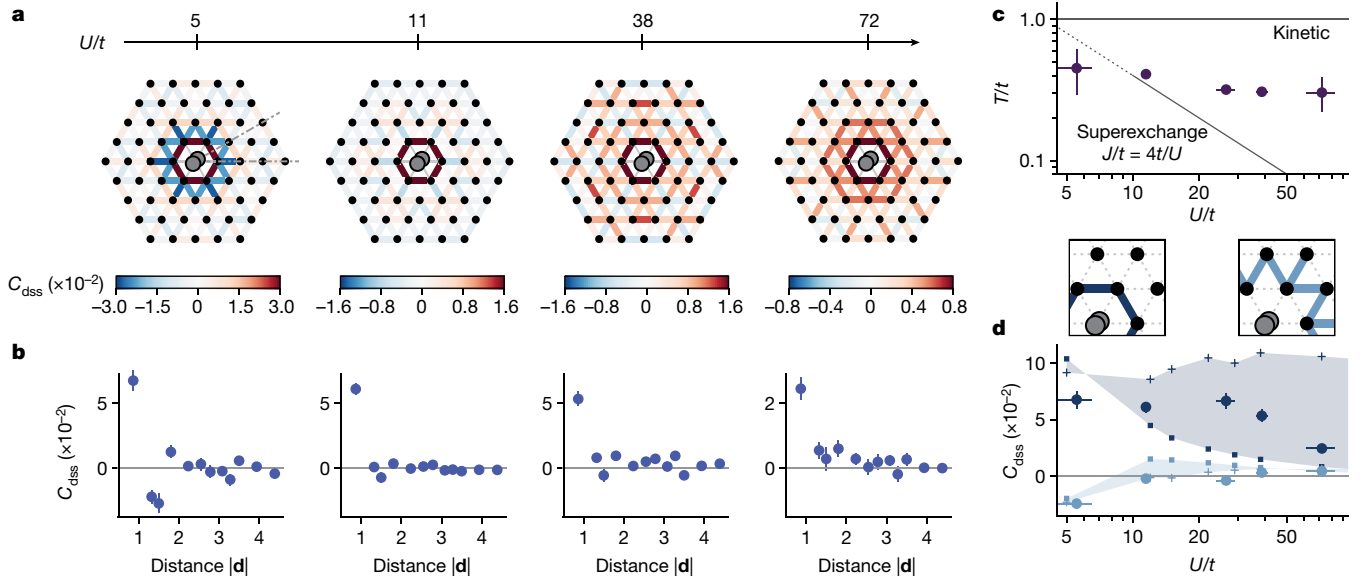 a
5 11 38 72
U/t
C_dss (×10⁻²)
−3.0 −1.5 0 1.5 3.0
−1.6 −0.8 0 0.8 1.6
−1.6 −0.8 0 0.8 1.6
−0.8 −0.4 0 0.4 0.8
b
C_dss (×10⁻²)
5
0
1 2 3 4
Distance |d|
5
0
1 2 3 4
Distance |d|
5
0
1 2 3 4
Distance |d|
2
0
1 2 3 4
Distance |d|
c
T/t
1.0
0.1
Kinetic
Superexchange
J/t = 4t/U
5 10 50
U/t
d
C_dss (×10⁻²)
10
5
0
5 10 50
U/t